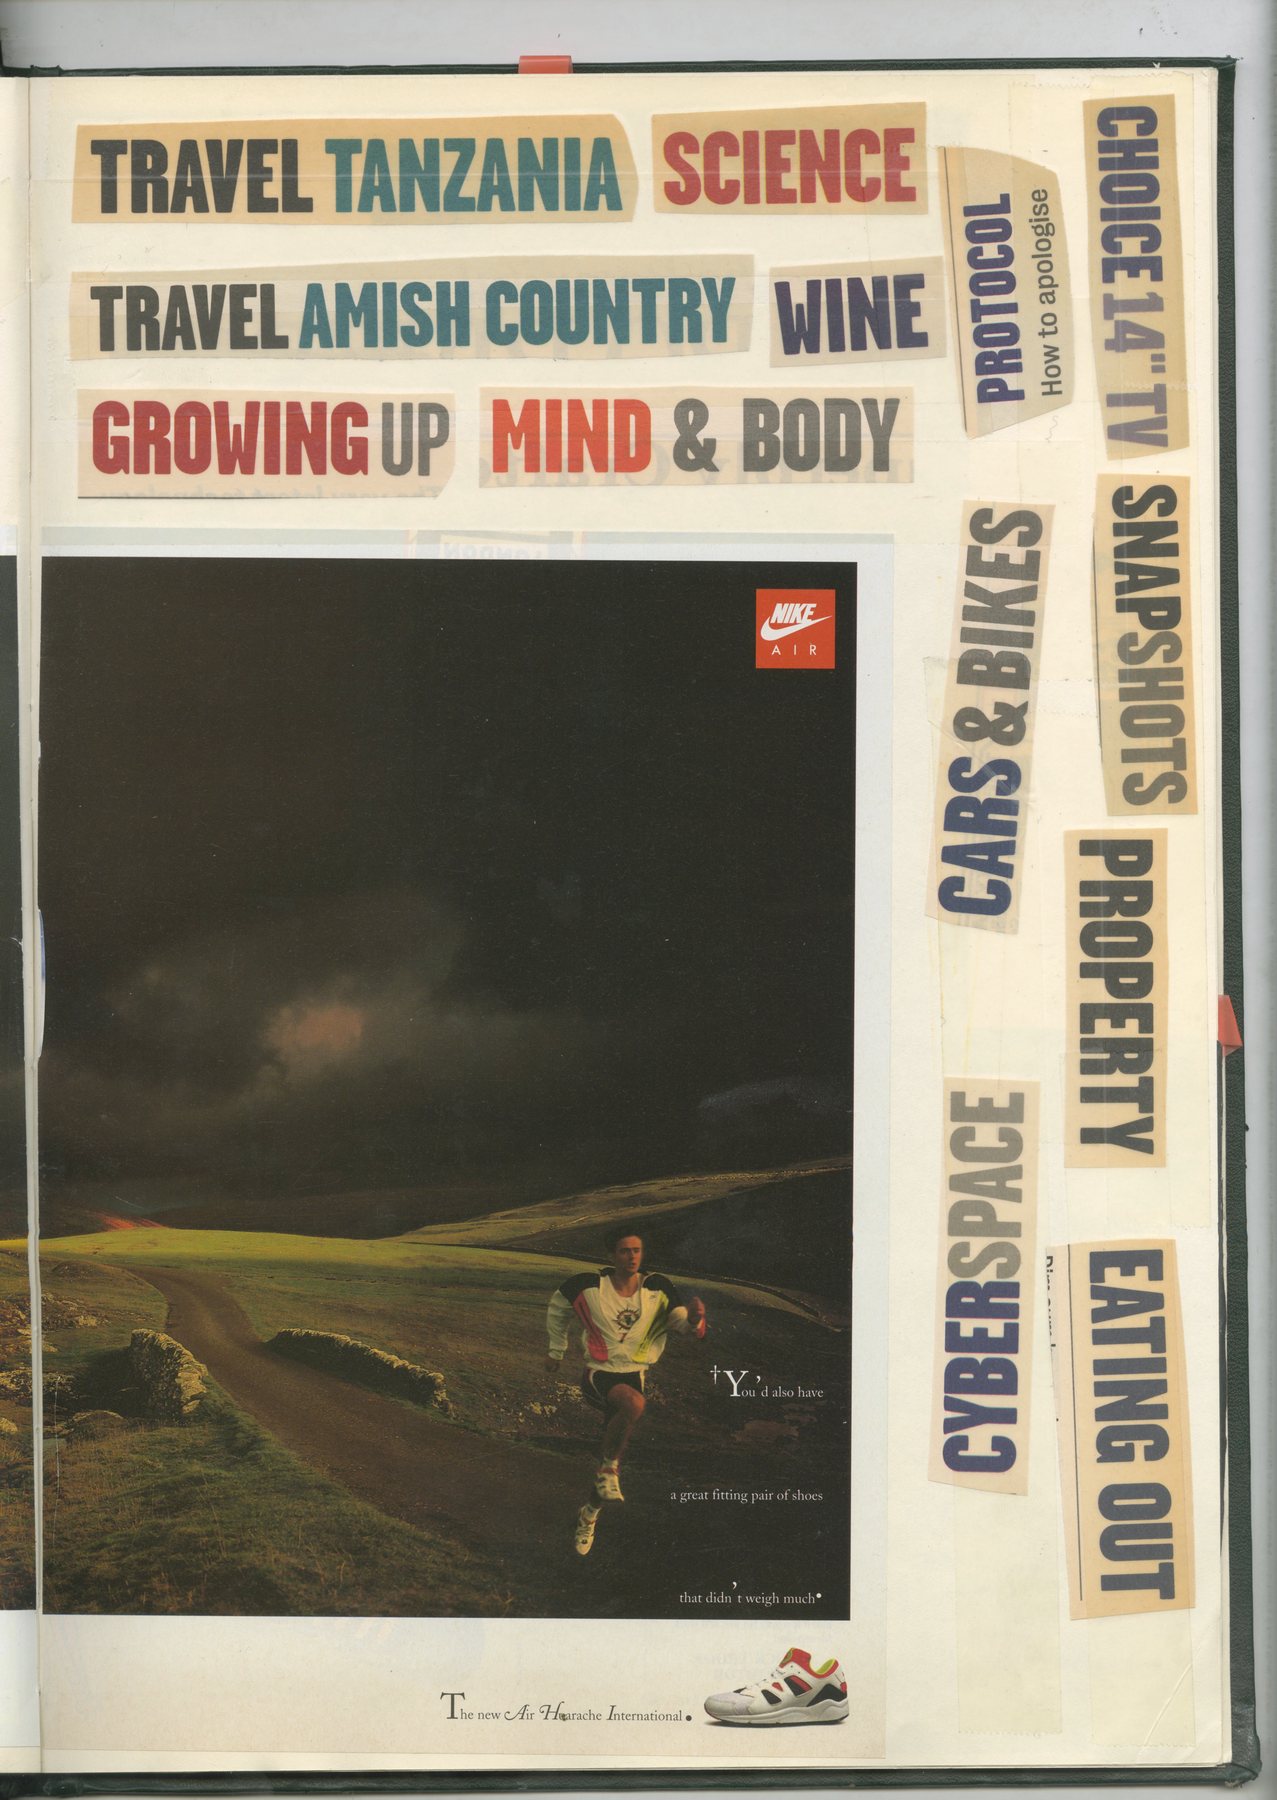 TRAVEL TANZANIA
SCIENCE
TRAVEL AMISH COUNTRY
WINE
GROWING UP
MIND & BODY
PROTOCOL
How to apologise
CHOICE 14" TV
CARS & BIKES
SNAPSHOTS
PROPERTY
CYBERSPACE
EATING OUT
NIKE
AIR
†You'd also have
a great fitting pair of shoes
that didn't weigh much.
The new Air Huarache International.